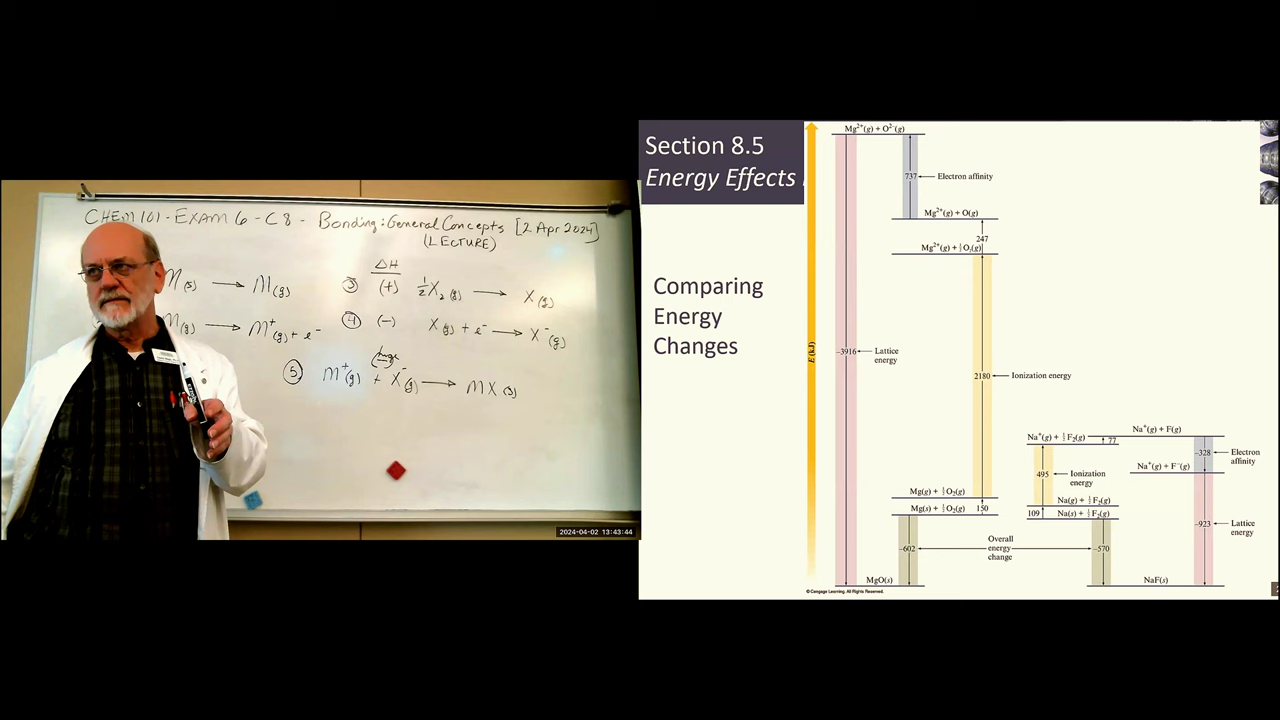 CHEM 101 - EXAM 6 - C8 - Bonding: General Concepts [2 Apr 2024]
(LECTURE)
M(s) → M(g)
M(g) → M⁺(g) + e⁻
ΔH
③ (+) ½X₂(g) → X(g)
④ (-) X(g) + e⁻ → X⁻(g)
huge
⑤ M⁺(g) + X⁻(g) → MX(s)
2024-04-02 13:43:44
Section 8.5
Energy Effects
Comparing
Energy
Changes
E (kJ)
Mg²⁺(g) + O²⁻(g)
737 Electron affinity
Mg²⁺(g) + O(g)
247
Mg²⁺(g) + ½O₂(g)
-3916 Lattice
energy
2180 Ionization energy
Mg(g) + ½O₂(g)
Mg(s) + ½O₂(g) 150
-602
MgO(s)
Overall
energy
change
Na⁺(g) + F(g)
Na⁺(g) + ½F₂(g) 77
-328 Electron
affinity
Na⁺(g) + F⁻(g)
495 Ionization
energy
Na(g) + ½F₂(g)
109 Na(s) + ½F₂(g)
-923 Lattice
energy
-570
NaF(s)
© Cengage Learning. All Rights Reserved.